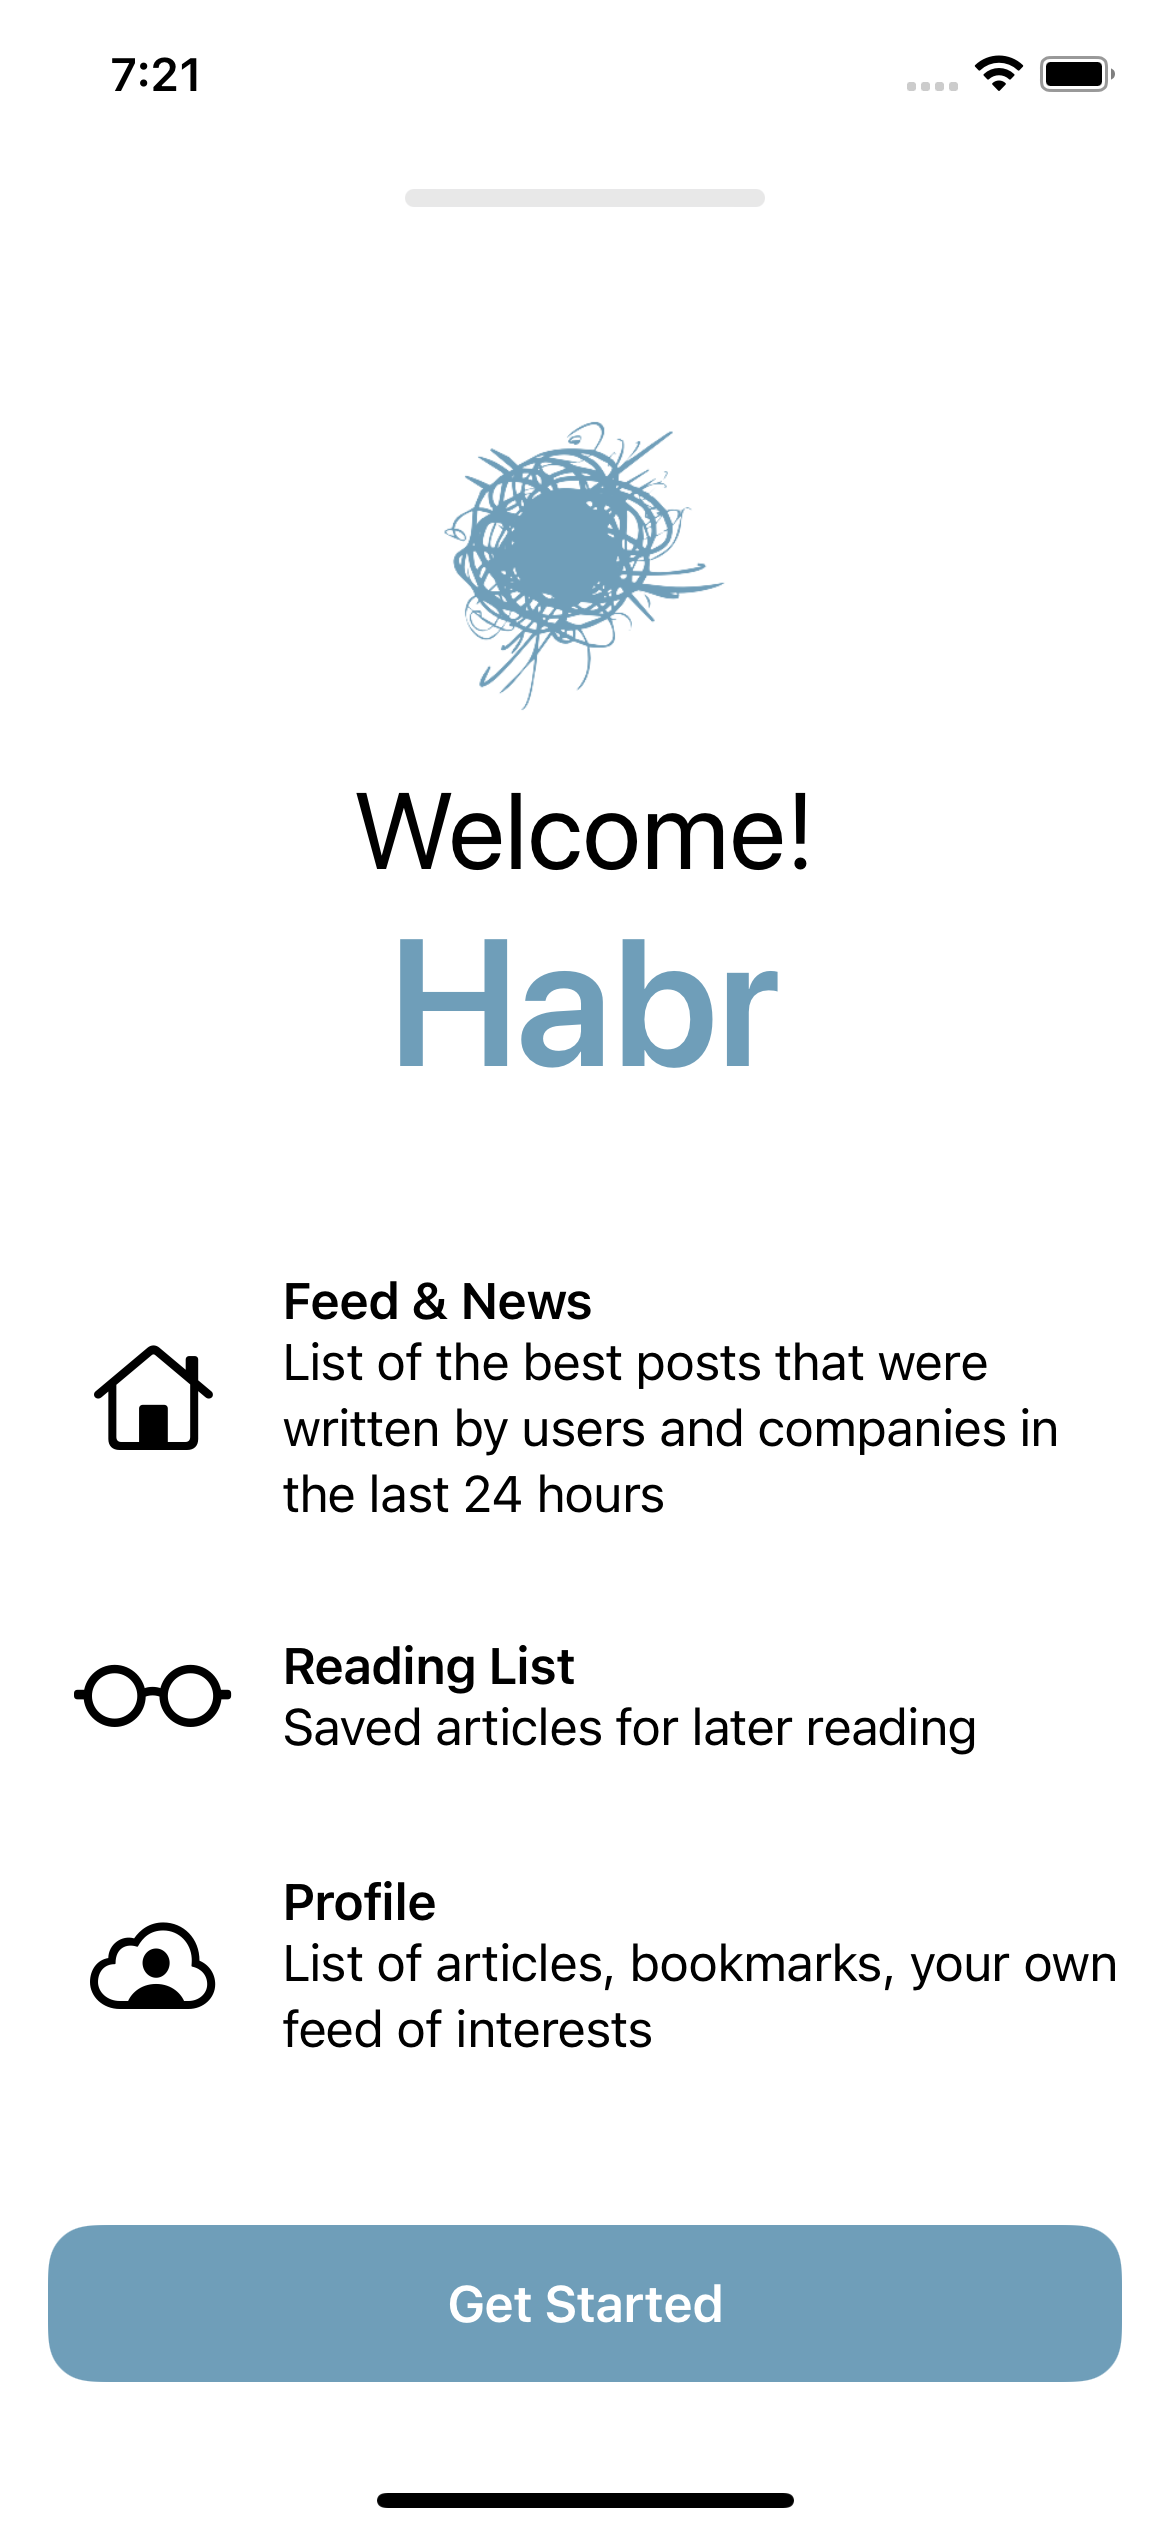 7:21
Welcome!
Habr
Feed & News
List of the best posts that were
written by users and companies in
the last 24 hours
Reading List
Saved articles for later reading
Profile
List of articles, bookmarks, your own
feed of interests
Get Started